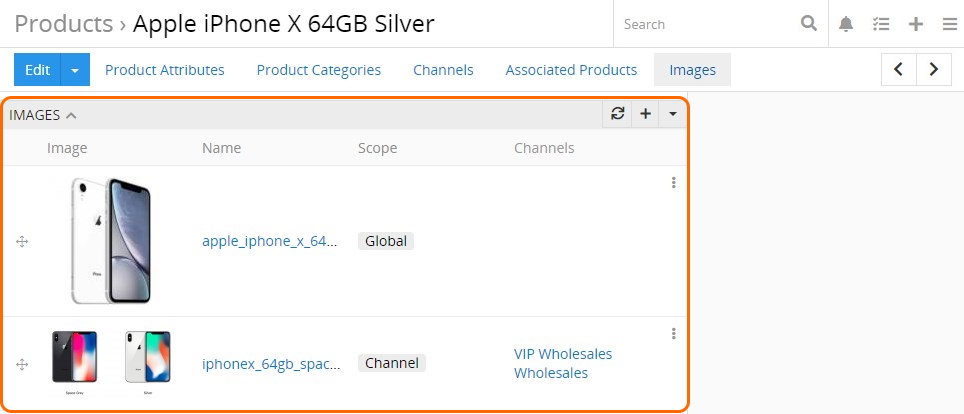 Products › Apple iPhone X 64GB Silver
Search
Edit
Product Attributes
Product Categories
Channels
Associated Products
Images
IMAGES
Image
Name
Scope
Channels
apple_iphone_x_64...
Global
iphonex_64gb_spac...
Channel
VIP Wholesales
Wholesales
Space Gray
Silver